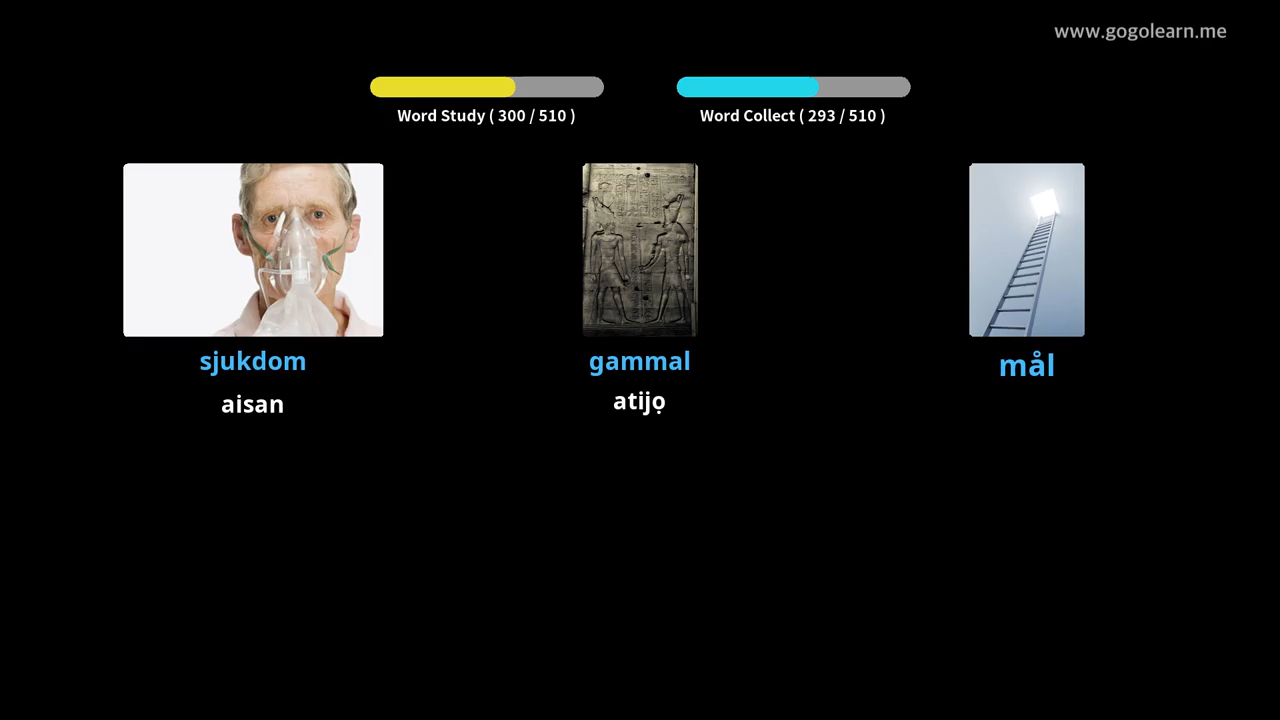 www.gogolearn.me
Word Study ( 300 / 510 )
Word Collect ( 293 / 510 )
sjukdom
gammal
mål
aisan
atijọ